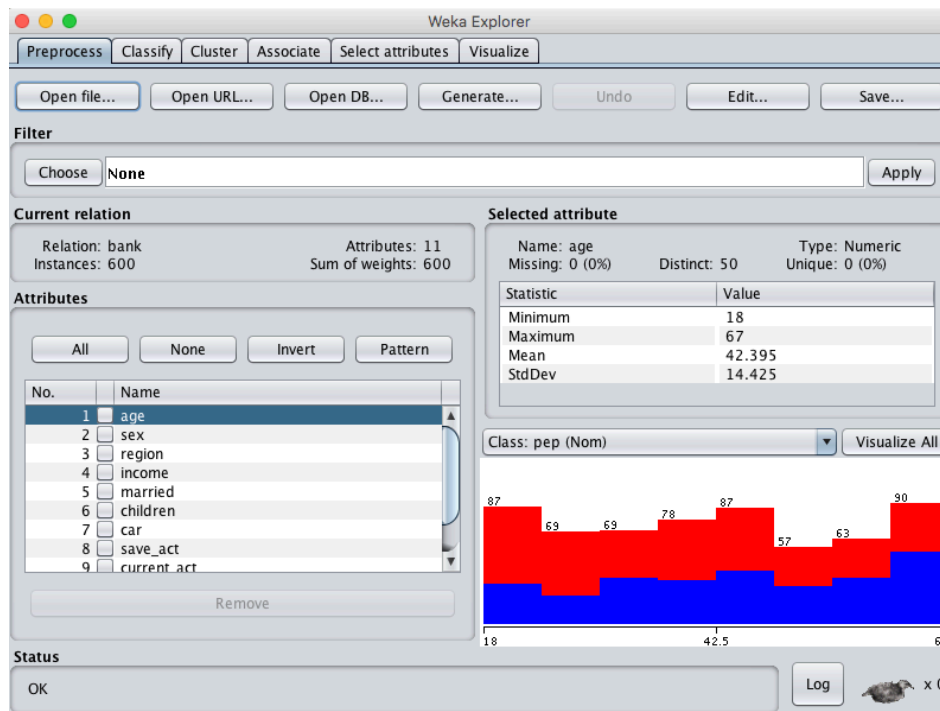 Weka Explorer
Preprocess Classify Cluster Associate Select attributes Visualize
Open file... Open URL... Open DB... Generate... Undo Edit... Save...
Filter
Choose None Apply
Current relation
Relation: bank Attributes: 11
Instances: 600 Sum of weights: 600
Attributes
All None Invert Pattern
No. Name
1 age
2 sex
3 region
4 income
5 married
6 children
7 car
8 save_act
9 current_act
Remove
Selected attribute
Name: age Type: Numeric
Missing: 0 (0%) Distinct: 50 Unique: 0 (0%)
Statistic Value
Minimum 18
Maximum 67
Mean 42.395
StdDev 14.425
Class: pep (Nom) Visualize All
87 69 69 78 87 57 63 90
18 42.5 6
Status
OK
Log x 0